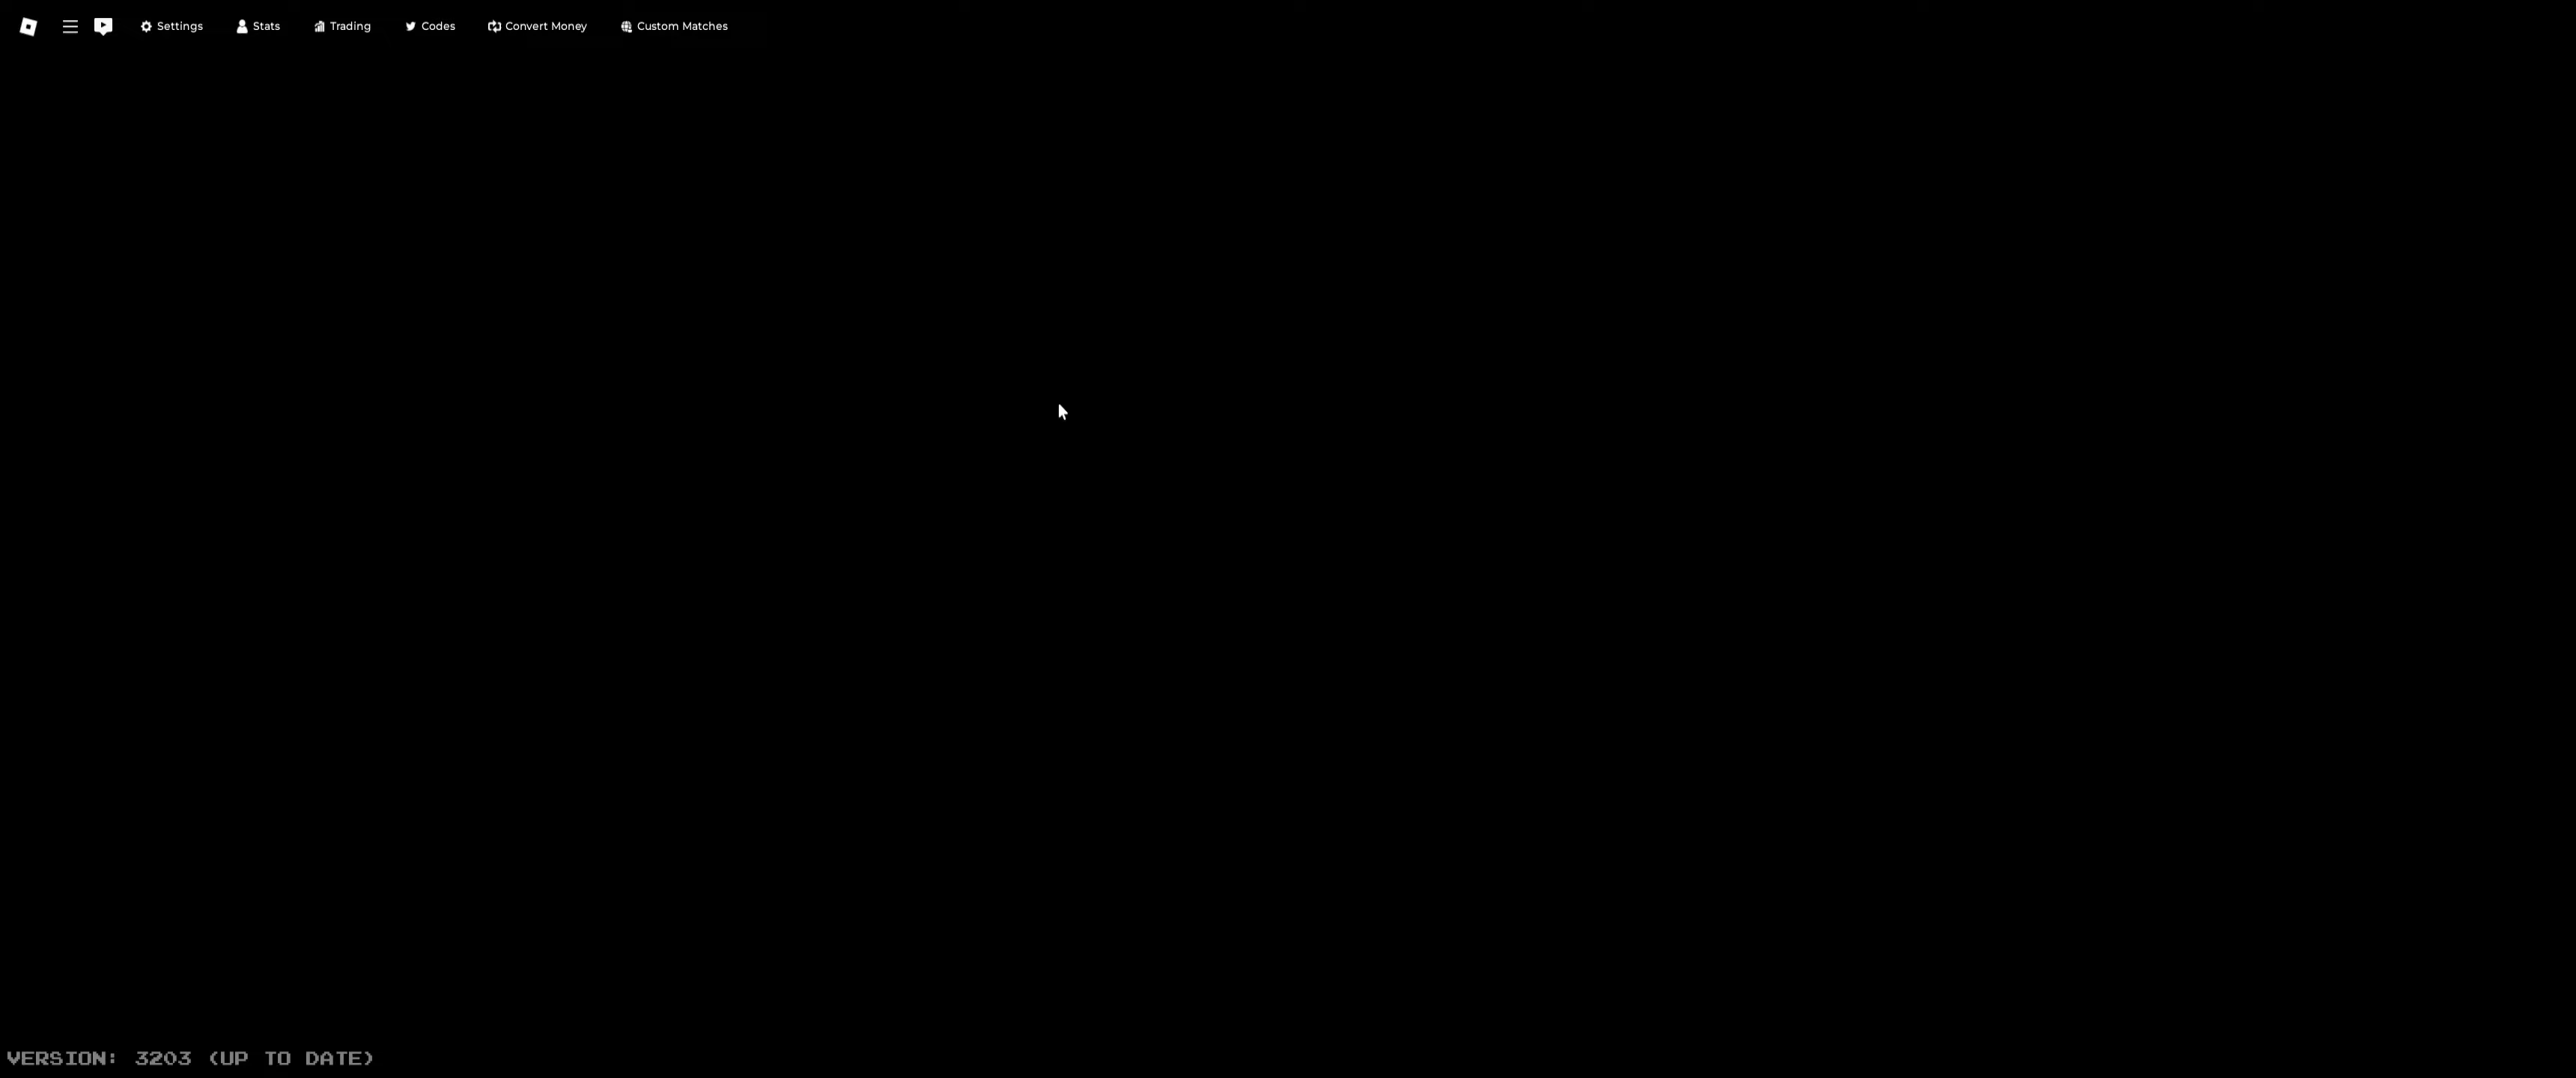 Settings Stats Trading Codes Convert Money Custom Matches
VERSION: 3203 (UP TO DATE)